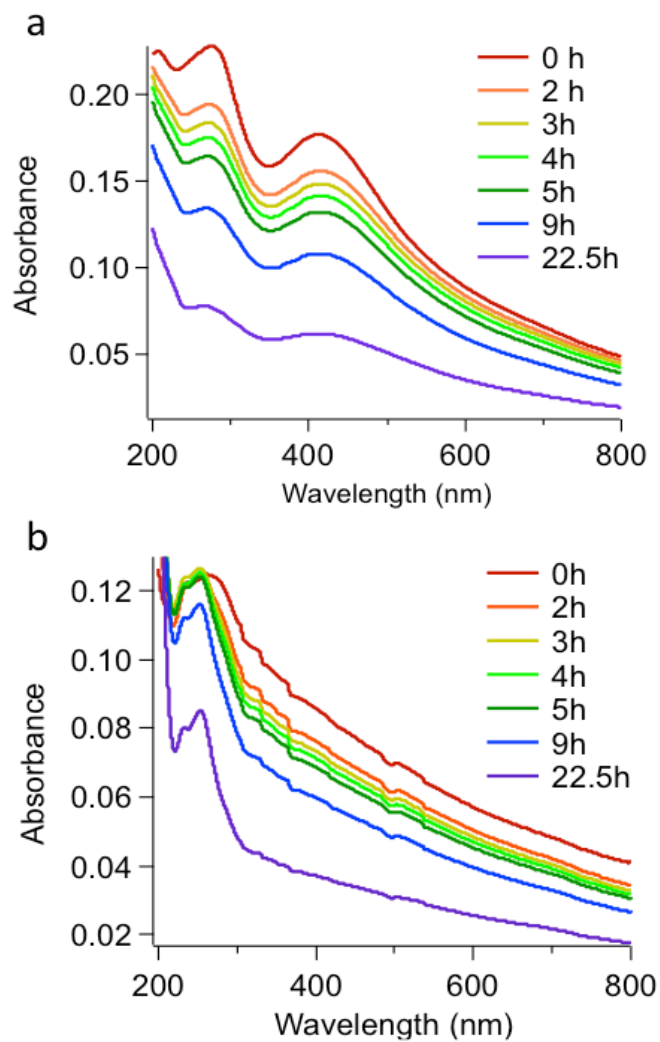 a
Absorbance
0.20
0.15
0.10
0.05
0 h
2 h
3h
4h
5h
9h
22.5h
200 400 600 800
Wavelength (nm)
b
Absorbance
0.12
0.10
0.08
0.06
0.04
0.02
0h
2h
3h
4h
5h
9h
22.5h
200 400 600 800
Wavelength (nm)